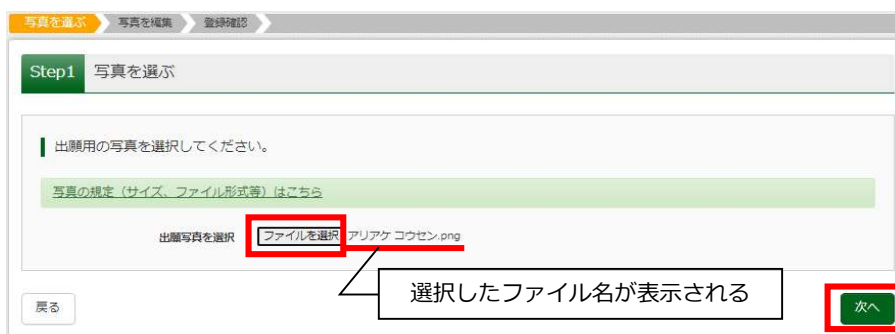 写真を選ぶ 写真を編集 登録確認
Step1 写真を選ぶ
出願用の写真を選択してください。
写真の規定（サイズ、ファイル形式等）はこちら
出願写真を選択 ファイルを選択 アリアケ コウセン.png
選択したファイル名が表示される
戻る 次へ